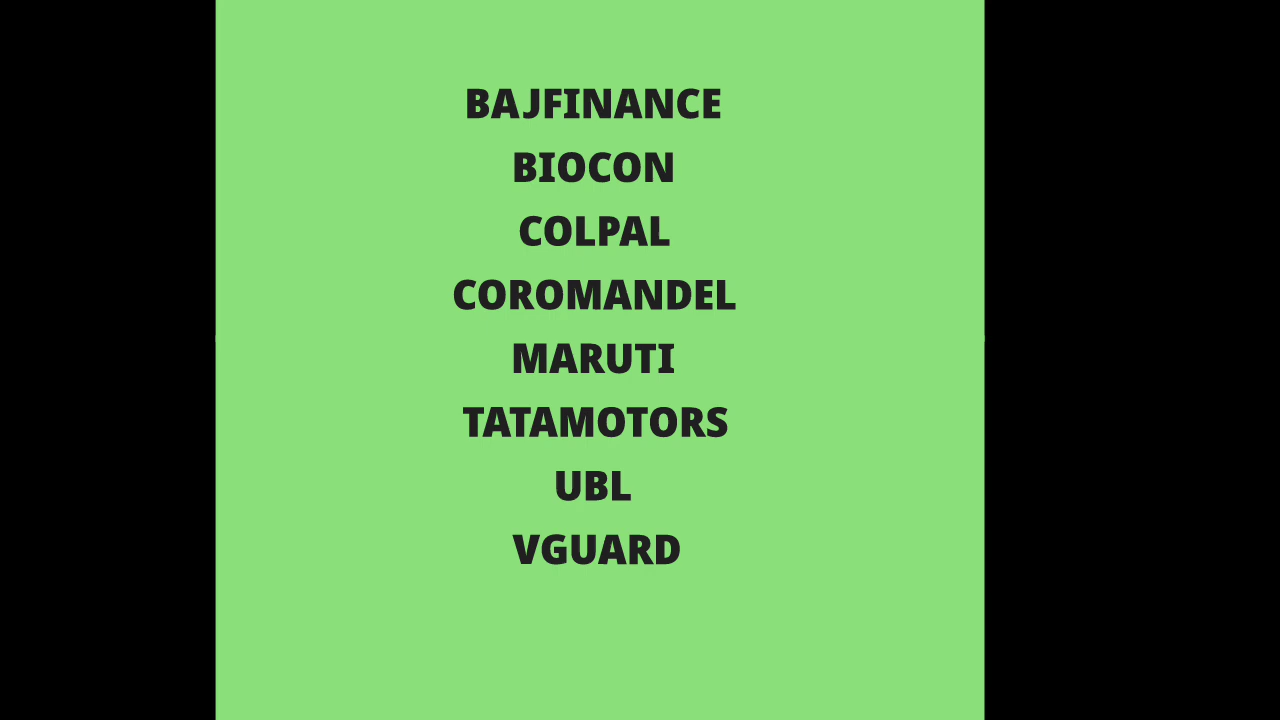 BAJFINANCE
BIOCON
COLPAL
COROMANDEL
MARUTI
TATAMOTORS
UBL
VGUARD